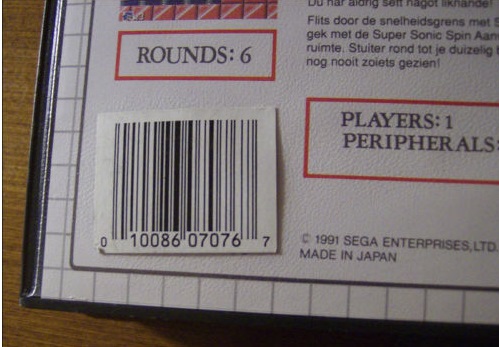 Du har aldrig sett något liknande!
Flits door de snelheidsgrens met
gek met de Super Sonic Spin
ruimte. Stuiter rond tot je duizelig
nog nooit zoiets gezien!
ROUNDS: 6
PLAYERS: 1
PERIPHERALS:
0 10086 07076 7
© 1991 SEGA ENTERPRISES, LTD.
MADE IN JAPAN